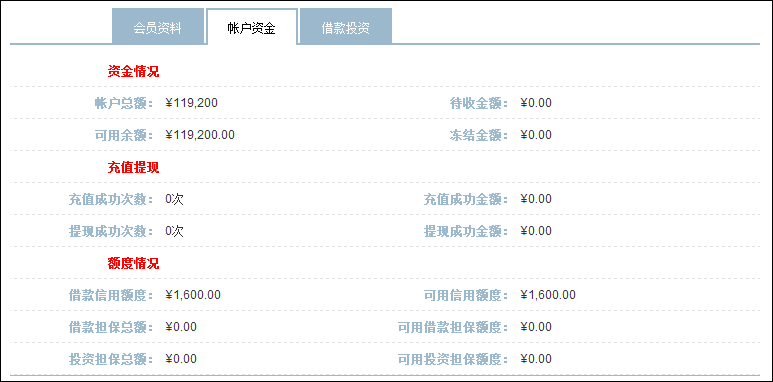 会员资料 帐户资金 借款投资
资金情况
帐户总额： ¥119,200 待收金额： ¥0.00
可用余额： ¥119,200.00 冻结金额： ¥0.00
充值提现
充值成功次数： 0次 充值成功金额： ¥0.00
提现成功次数： 0次 提现成功金额： ¥0.00
额度情况
借款信用额度： ¥1,600.00 可用信用额度： ¥1,600.00
借款担保总额： ¥0.00 可用借款担保额度： ¥0.00
投资担保总额： ¥0.00 可用投资担保额度： ¥0.00